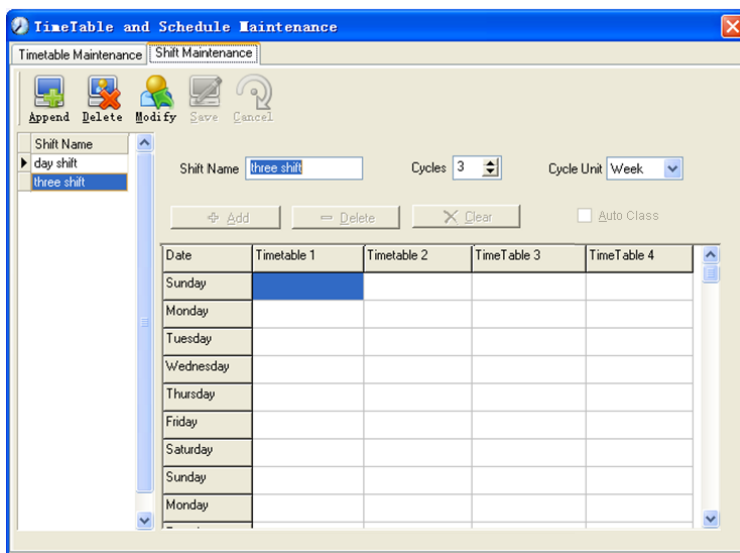 TimeTable and Schedule Maintenance
Timetable Maintenance Shift Maintenance
Append Delete Modify Save Cancel
Shift Name
day shift
three shift
Shift Name three shift Cycles 3 Cycle Unit Week
Add Delete Clear Auto Class
Date Timetable 1 Timetable 2 TimeTable 3 TimeTable 4
Sunday
Monday
Tuesday
Wednesday
Thursday
Friday
Saturday
Sunday
Monday